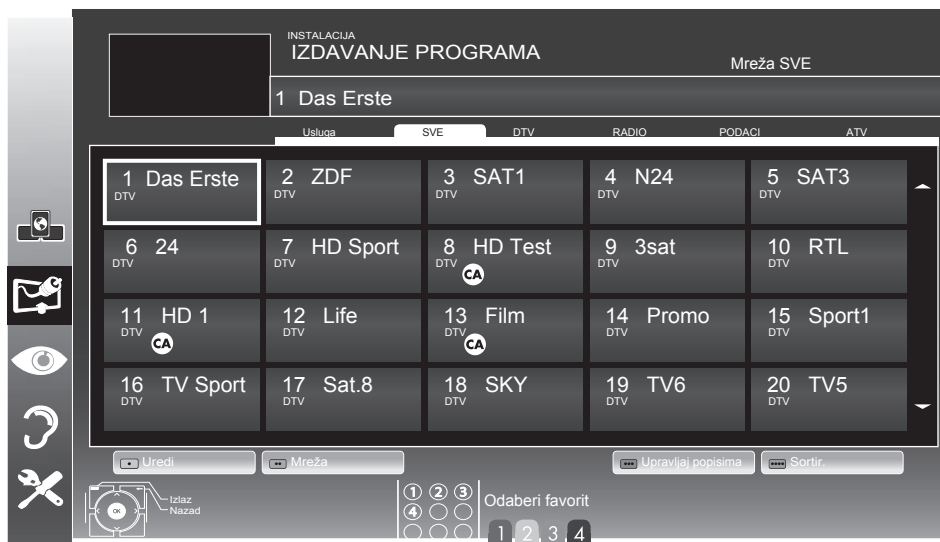 INSTALACIJA
IZDAVANJE PROGRAMA
Mreža SVE
1 Das Erste
Usluga SVE DTV RADIO PODACI ATV
1 Das Erste 2 ZDF 3 SAT1 4 N24 5 SAT3
DTV DTV DTV DTV DTV
6 24 7 HD Sport 8 HD Test 9 3sat 10 RTL
DTV DTV DTV DTV DTV
CA
11 HD 1 12 Life 13 Film 14 Promo 15 Sport1
DTV DTV DTV DTV DTV
CA CA
16 TV Sport 17 Sat.8 18 SKY 19 TV6 20 TV5
DTV DTV DTV DTV DTV
Uredi Mreža Upravljaj popisima Sortir.
OK
Izlaz
Nazad
1 2 3
4
Odaberi favorit
1 2 3 4